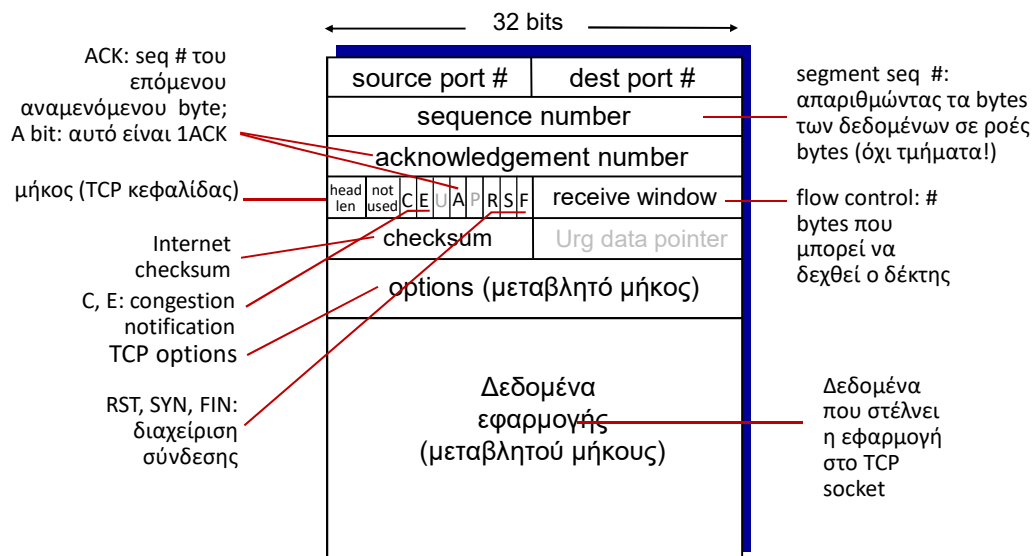 32 bits
ACK: seq # του
επόμενου
αναμενόμενου byte;
A bit: αυτό είναι 1ACK
μήκος (TCP κεφαλίδας)
Internet
checksum
C, E: congestion
notification
TCP options
RST, SYN, FIN:
διαχείριση
σύνδεσης
source port #
dest port #
sequence number
acknowledgement number
head
len
not
used
C E U A P R S F
receive window
checksum
Urg data pointer
options (μεταβλητό μήκος)
Δεδομένα
εφαρμογής
(μεταβλητού μήκους)
segment seq #:
απαριθμώντας τα bytes
των δεδομένων σε ροές
bytes (όχι τμήματα!)
flow control: #
bytes που
μπορεί να
δεχθεί ο δέκτης
Δεδομένα
που στέλνει
η εφαρμογή
στο TCP
socket